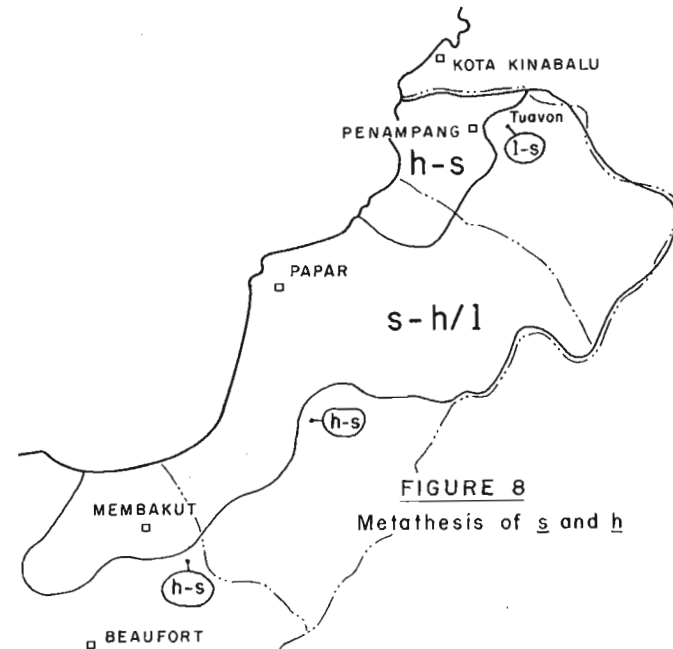 KOTA KINABALU
Tuavon
PENAMPANG
l-s
h-s
PAPAR
s-h/l
h-s
FIGURE 8
Metathesis of s and h
MEMBAKUT
h-s
BEAUFORT